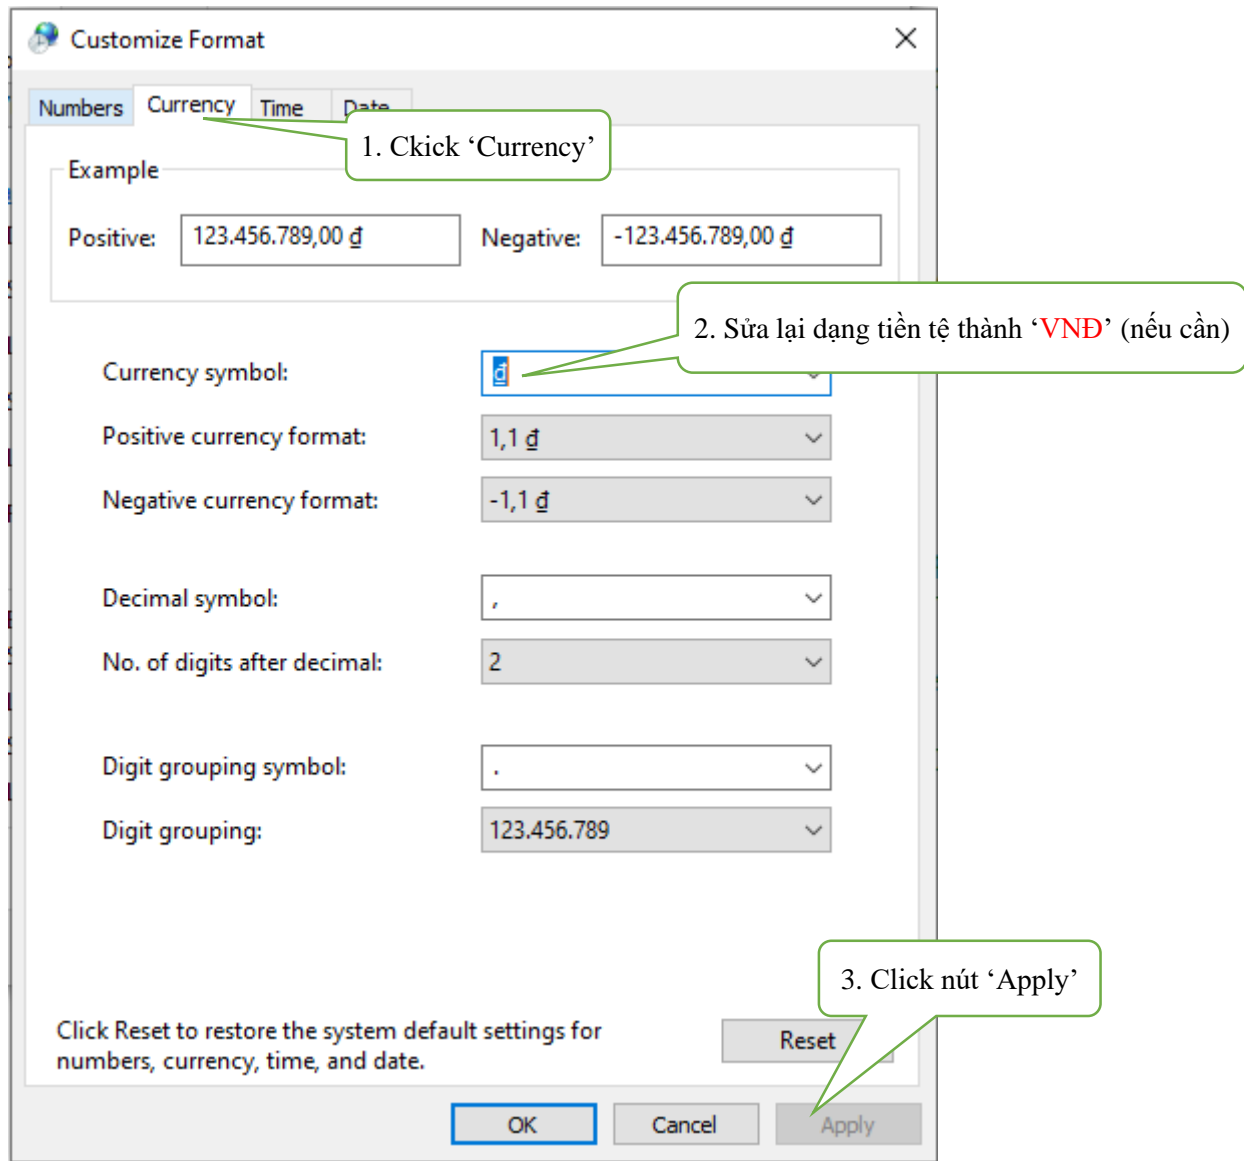 Customize Format
Numbers Currency Time Date
1. Ckick ‘Currency’
Example
Positive: 123.456.789,00 ₫ Negative: -123.456.789,00 ₫
2. Sửa lại dạng tiền tệ thành ‘VNĐ’ (nếu cần)
Currency symbol: ₫
Positive currency format: 1,1 ₫
Negative currency format: -1,1 ₫
Decimal symbol: ,
No. of digits after decimal: 2
Digit grouping symbol: .
Digit grouping: 123.456.789
3. Click nút ‘Apply’
Click Reset to restore the system default settings for
numbers, currency, time, and date.
Reset
OK Cancel Apply